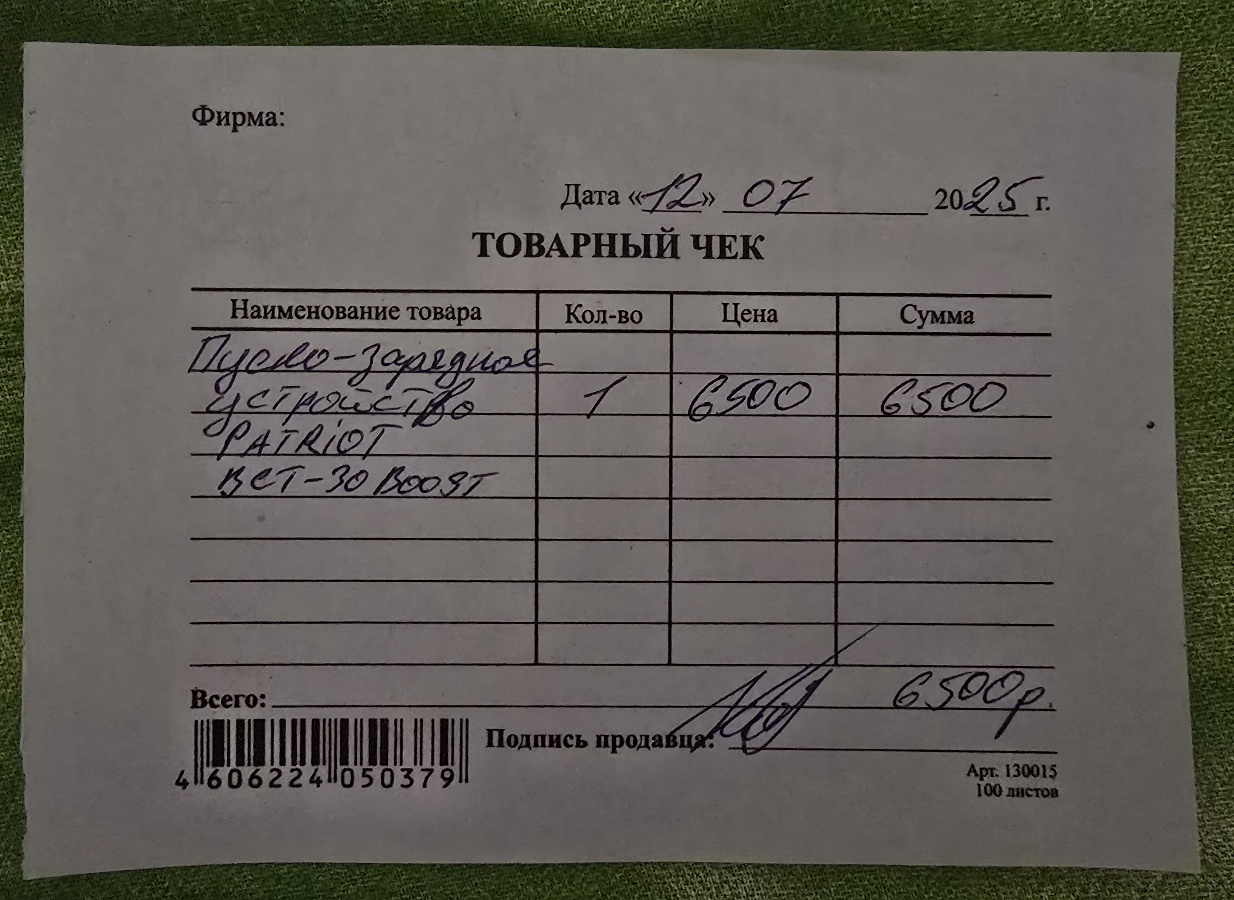 Фирма:
Дата «12» 07 2025 г.
ТОВАРНЫЙ ЧЕК
Наименование товара Кол-во Цена Сумма
Пуско-зарядное
устройство 1 6500 6500
PATRIOT
BCT-30 BOOST
Всего: 6500р.
Подпись продавца:
4 606224 050379
Арт. 130015
100 листов